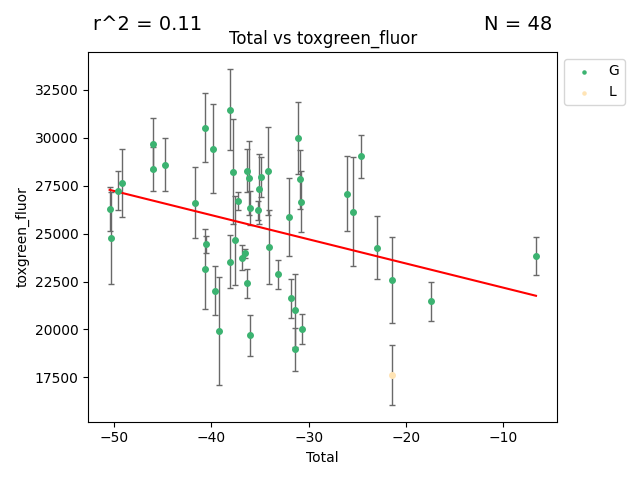 r^2 = 0.11
N = 48
Total vs toxgreen_fluor
G
L
32500
30000
27500
25000
22500
20000
17500
toxgreen_fluor
−50
−40
−30
−20
−10
Total